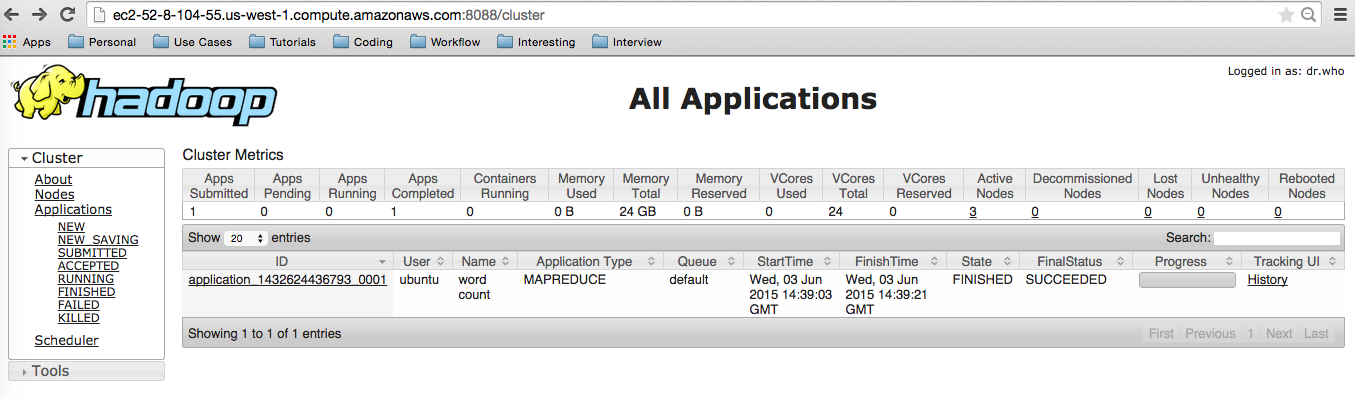 ec2-52-8-104-55.us-west-1.compute.amazonaws.com:8088/cluster
Apps Personal Use Cases Tutorials Coding Workflow Interesting Interview
Logged in as: dr.who
hadoop
All Applications
Cluster
About
Nodes
Applications
NEW
NEW_SAVING
SUBMITTED
ACCEPTED
RUNNING
FINISHED
FAILED
KILLED
Scheduler
Tools
Cluster Metrics
Apps Apps Apps Apps Containers Memory Memory Memory VCores VCores VCores Active Decommissioned Lost Unhealthy Rebooted
Submitted Pending Running Completed Running Used Total Reserved Used Total Reserved Nodes Nodes Nodes Nodes Nodes
1 0 0 1 0 0 B 24 GB 0 B 0 24 0 3 0 0 0 0
Show 20 entries Search:
ID User Name Application Type Queue StartTime FinishTime State FinalStatus Progress Tracking UI
application_1432624436793_0001 ubuntu word MAPREDUCE default Wed, 03 Jun Wed, 03 Jun FINISHED SUCCEEDED History
count 2015 14:39:03 2015 14:39:21
GMT GMT
Showing 1 to 1 of 1 entries First Previous 1 Next Last